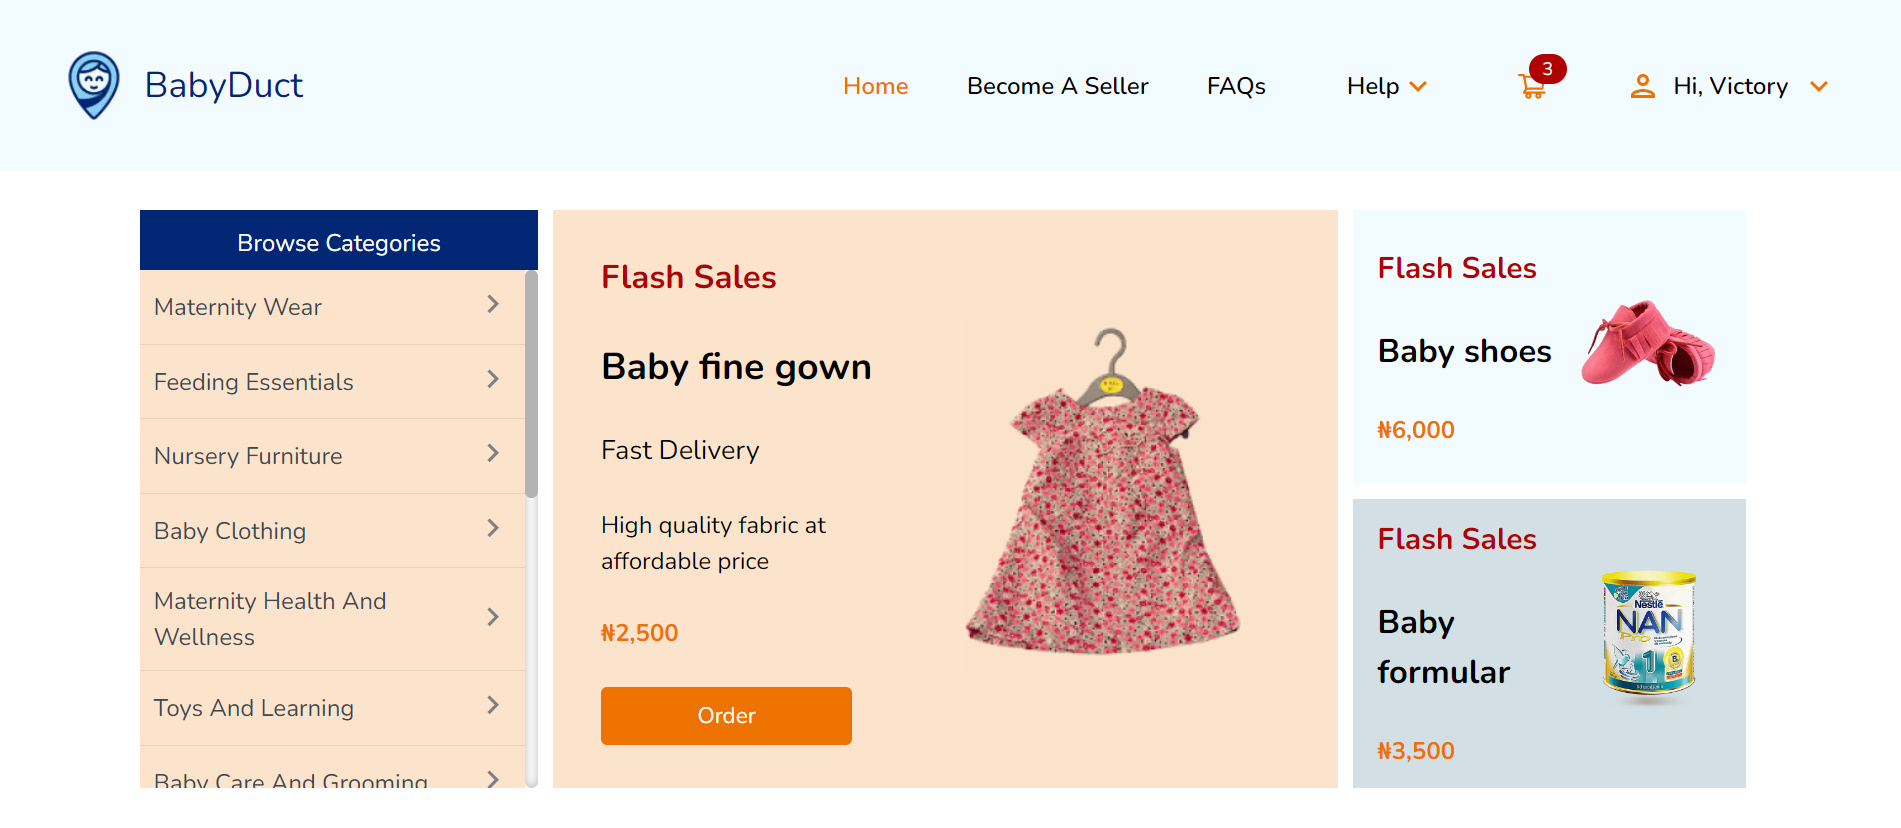 BabyDuct
Home
Become A Seller
FAQs
Help
3
Hi, Victory
Browse Categories
Maternity Wear
Feeding Essentials
Nursery Furniture
Baby Clothing
Maternity Health And
Wellness
Toys And Learning
Baby Care And Grooming
Flash Sales
Baby fine gown
Fast Delivery
High quality fabric at
affordable price
₦2,500
Order
Flash Sales
Baby shoes
₦6,000
Flash Sales
Baby
formular
₦3,500
Nestlé
NAN
Pro
1